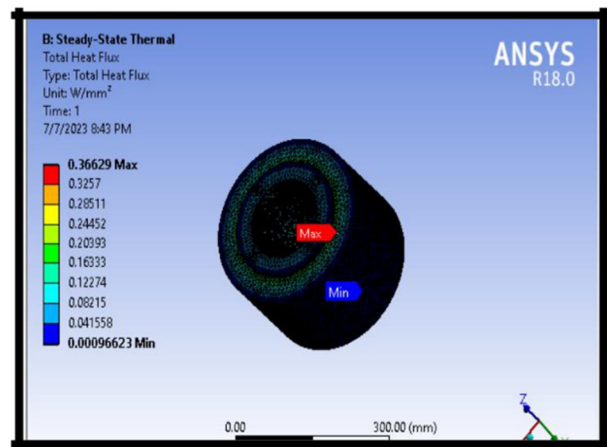 B: Steady-State Thermal
Total Heat Flux
Type: Total Heat Flux
Unit: W/mm²
Time: 1
7/7/2023 8:43 PM
ANSYS
R18.0
0.36629 Max
0.3257
0.28511
0.24452
0.20393
0.16333
0.12274
0.08215
0.041558
0.00096623 Min
Max
Min
0.00
300.00 (mm)
Z